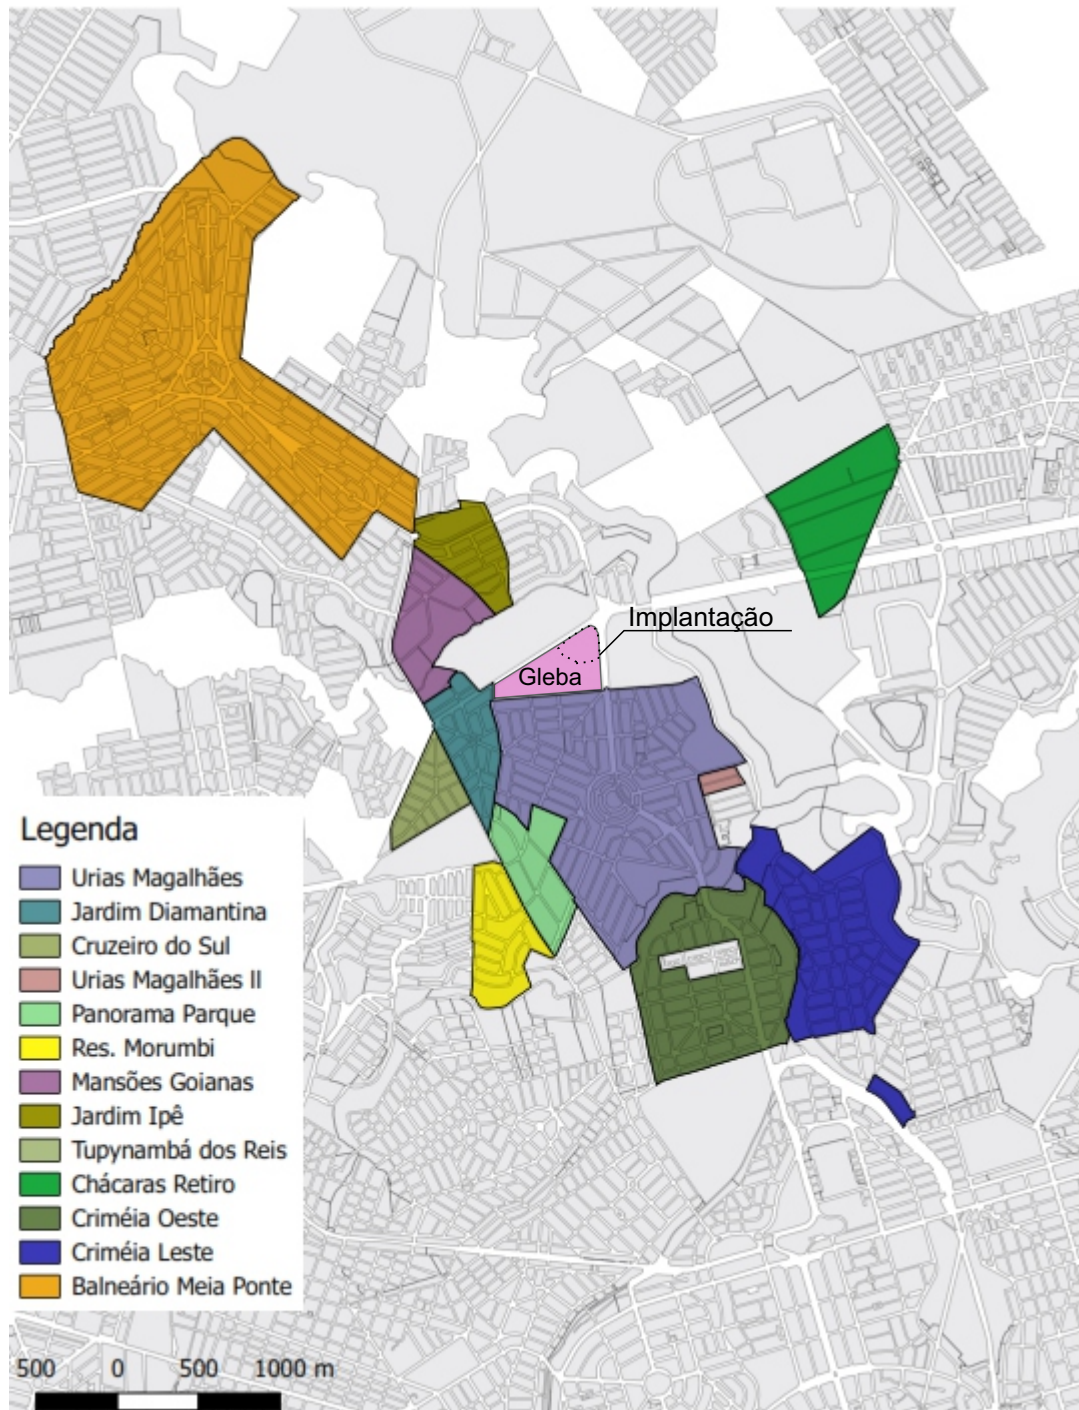 Implantação
Gleba
Legenda
Urias Magalhães
Jardim Diamantina
Cruzeiro do Sul
Urias Magalhães II
Panorama Parque
Res. Morumbi
Mansões Goianas
Jardim Ipê
Tupynambá dos Reis
Chácaras Retiro
Criméia Oeste
Criméia Leste
Balneário Meia Ponte
500 0 500 1000 m